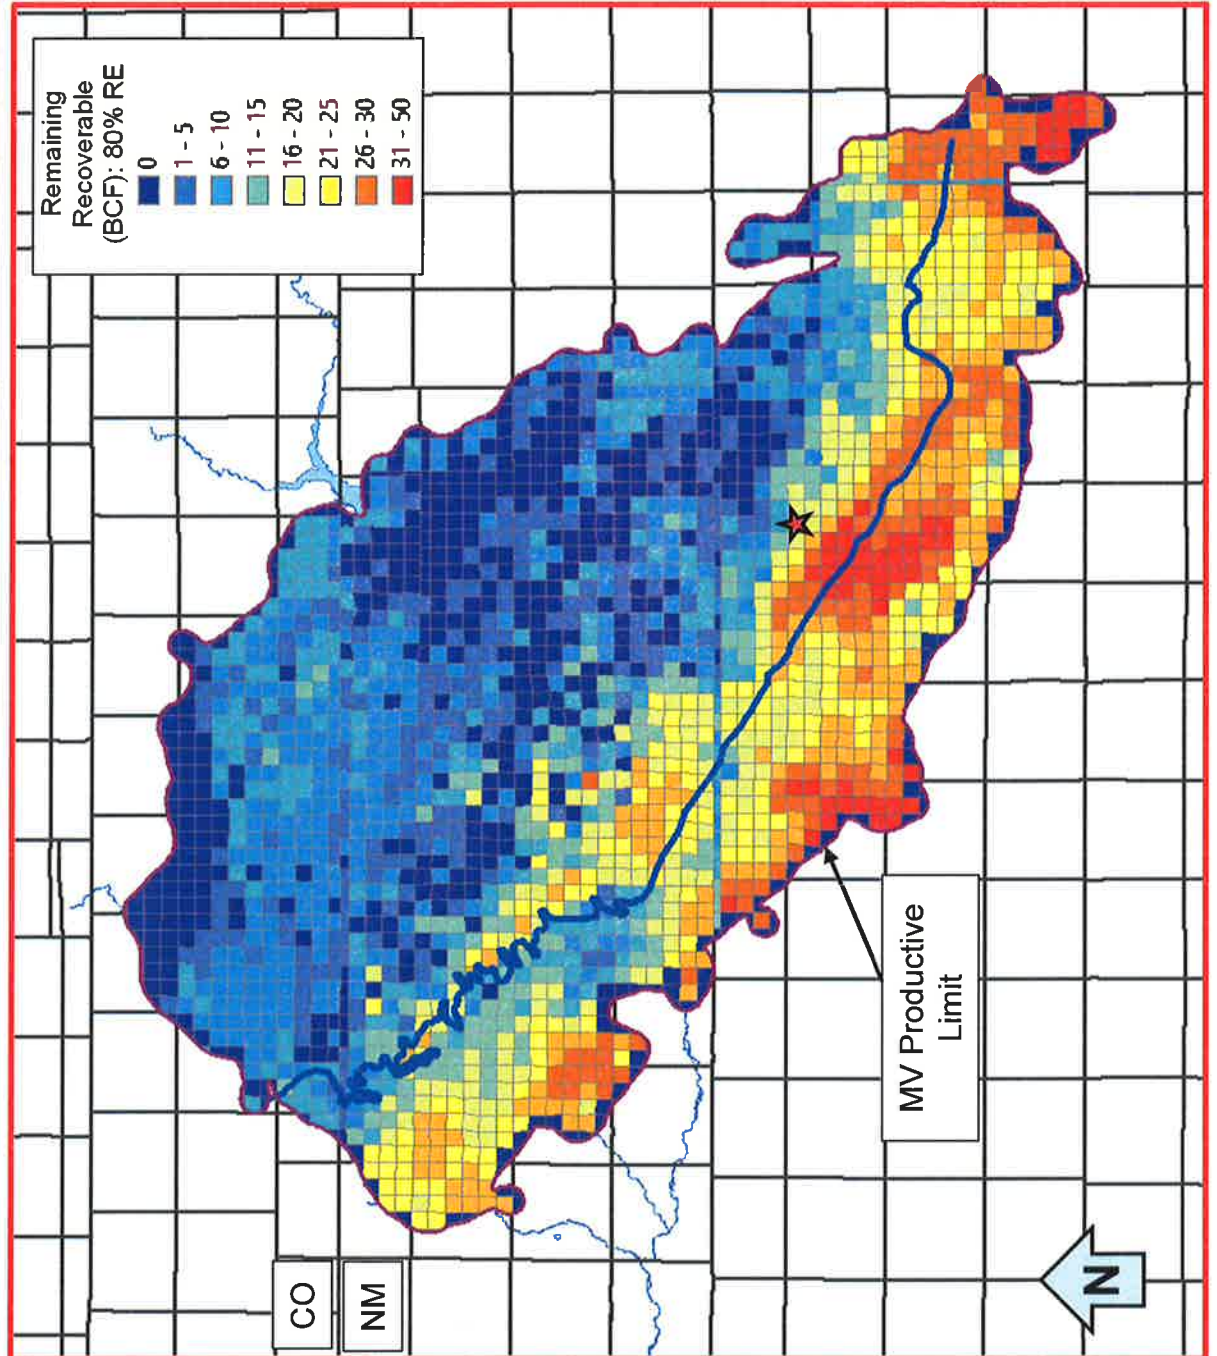 Remaining
Recoverable
(BCF): 80% RE
0
1 - 5
6 - 10
11 - 15
16 - 20
21 - 25
26 - 30
31 - 50
CO
NM
MV Productive
Limit
N